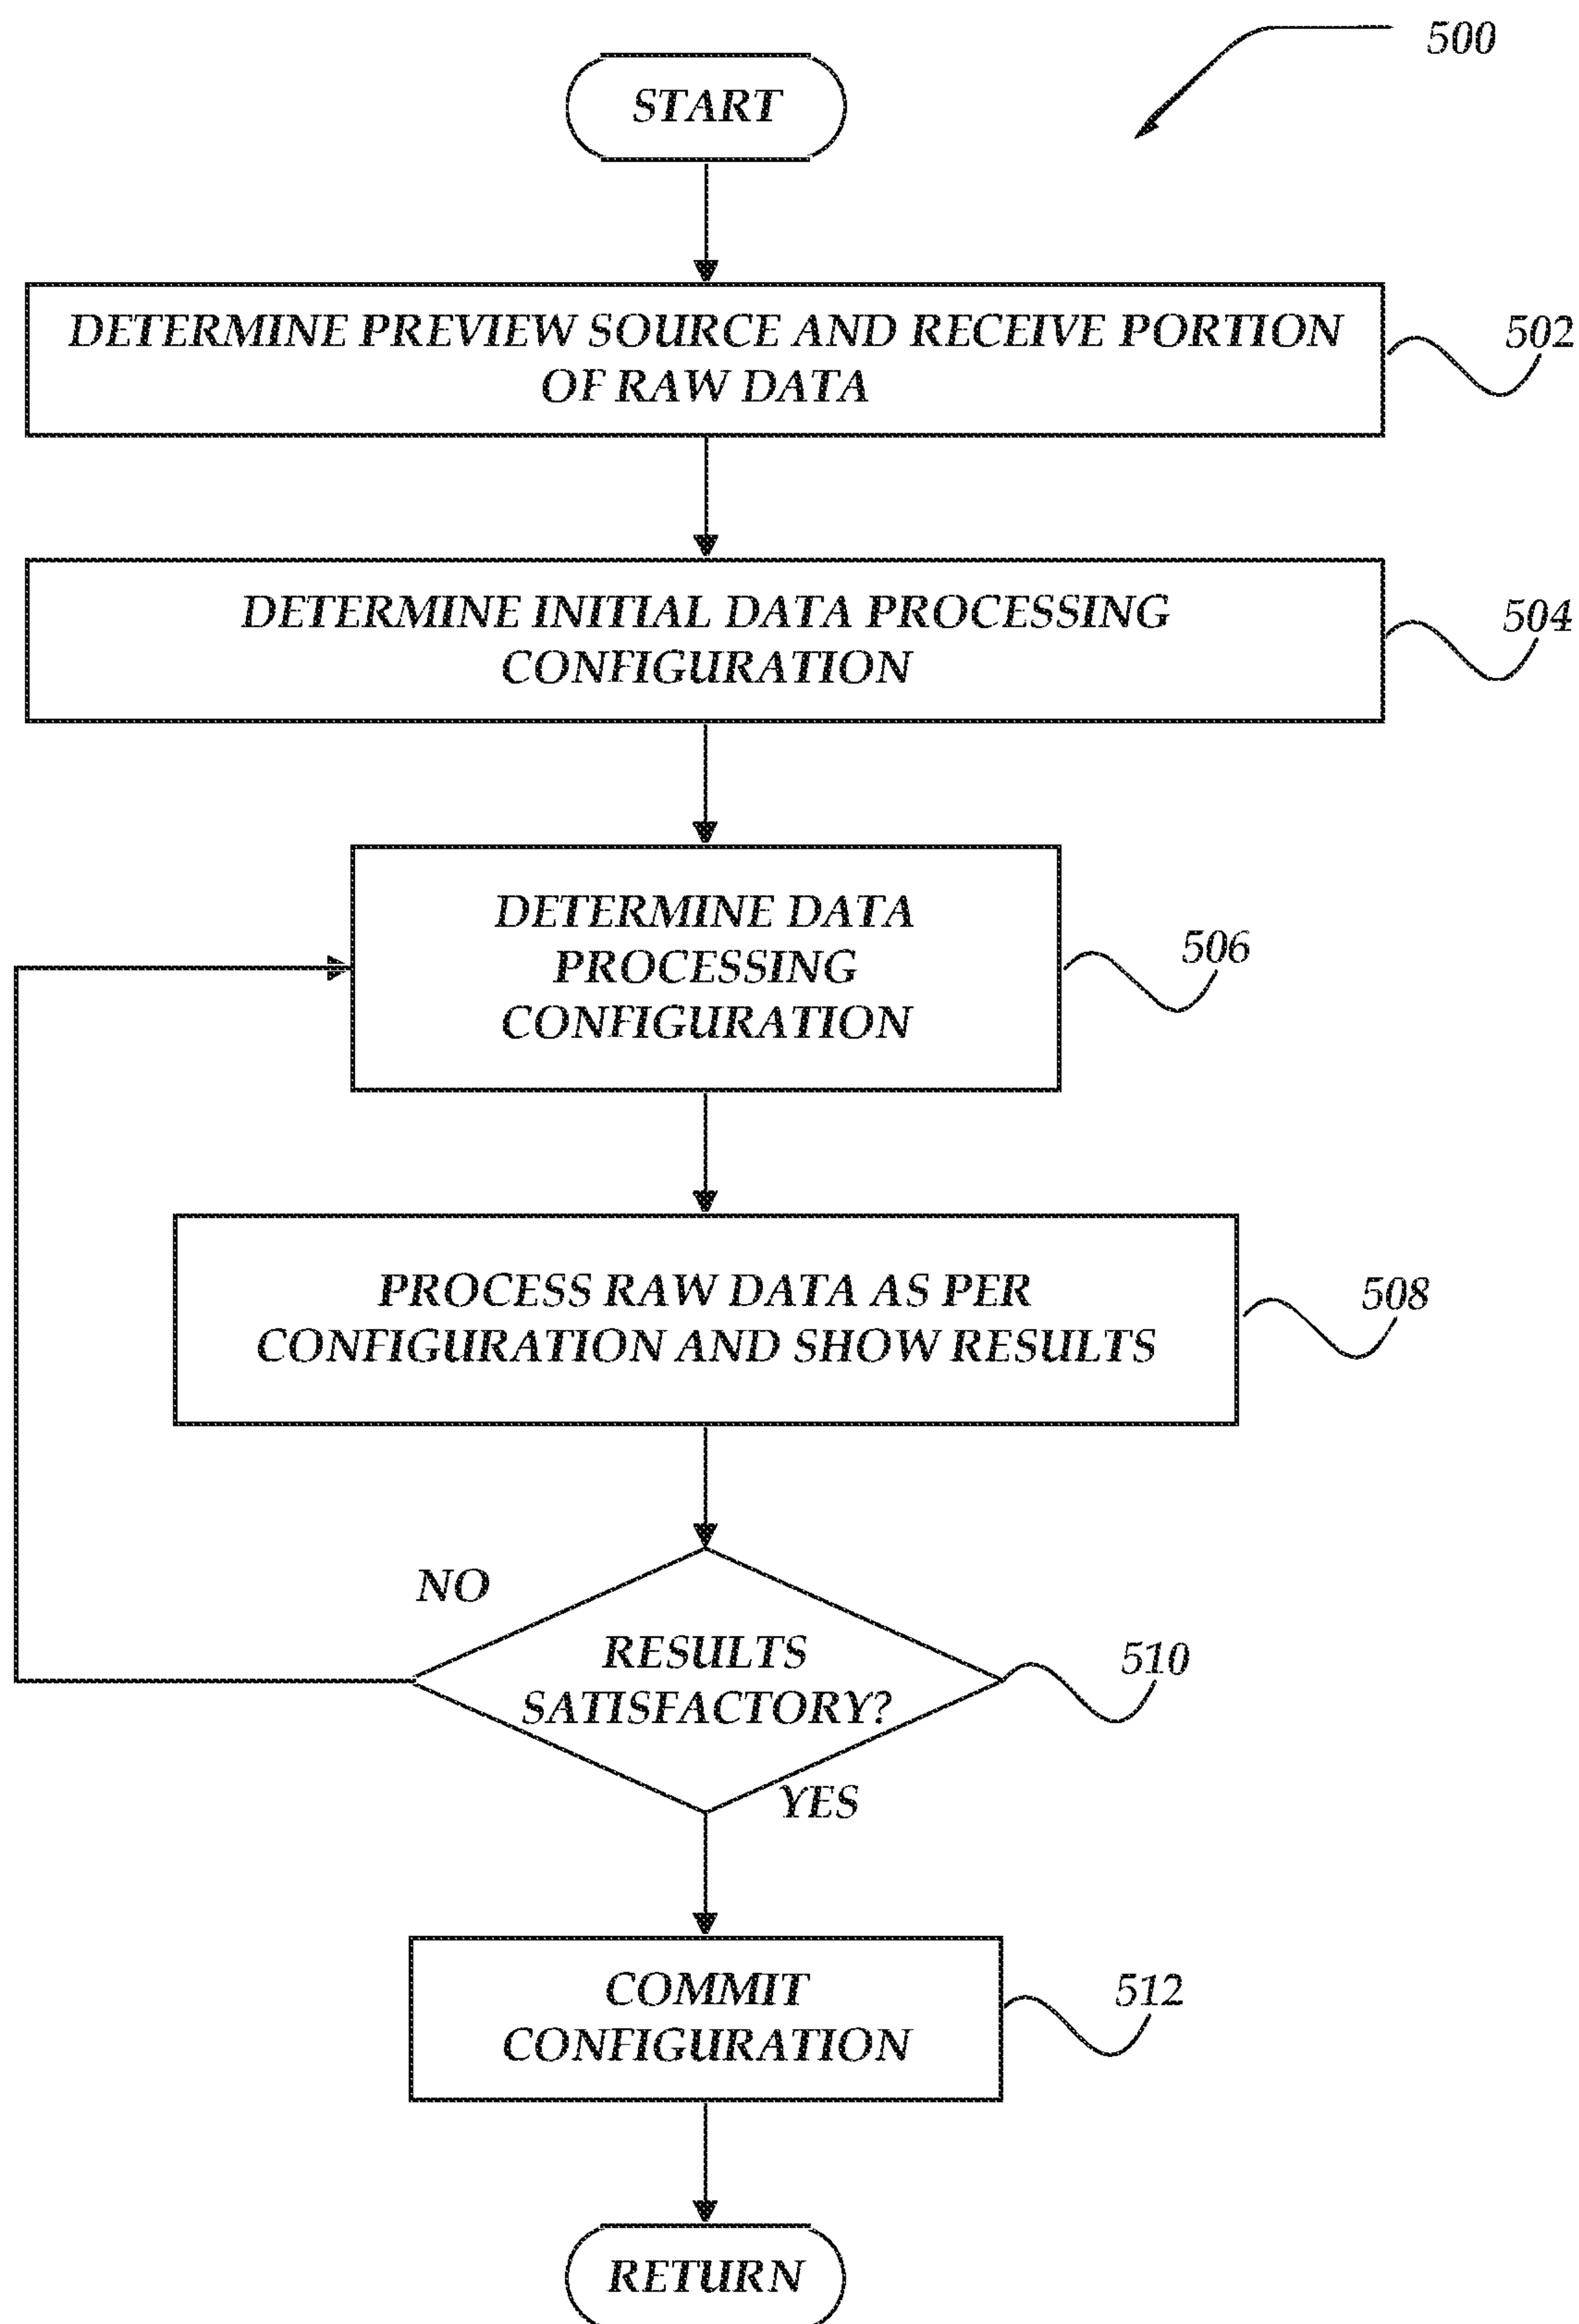 500
START
DETERMINE PREVIEW SOURCE AND RECEIVE PORTION
OF RAW DATA
502
DETERMINE INITIAL DATA PROCESSING
CONFIGURATION
504
DETERMINE DATA
PROCESSING
CONFIGURATION
506
PROCESS RAW DATA AS PER
CONFIGURATION AND SHOW RESULTS
508
NO
RESULTS
SATISFACTORY?
510
YES
COMMIT
CONFIGURATION
512
RETURN